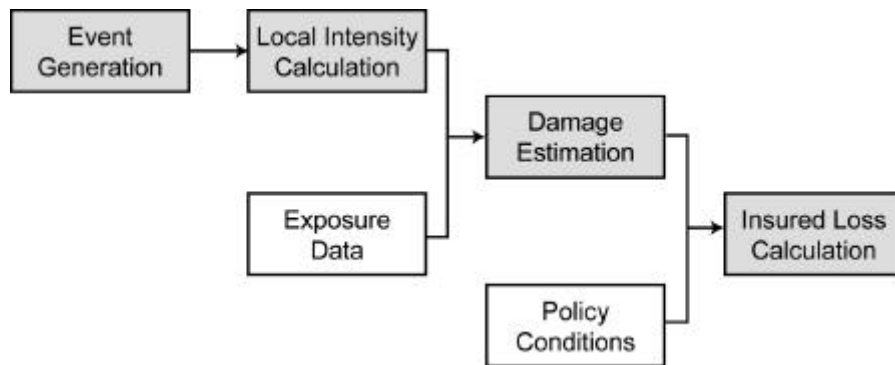 Event
Generation
Local Intensity
Calculation
Exposure
Data
Damage
Estimation
Policy
Conditions
Insured Loss
Calculation